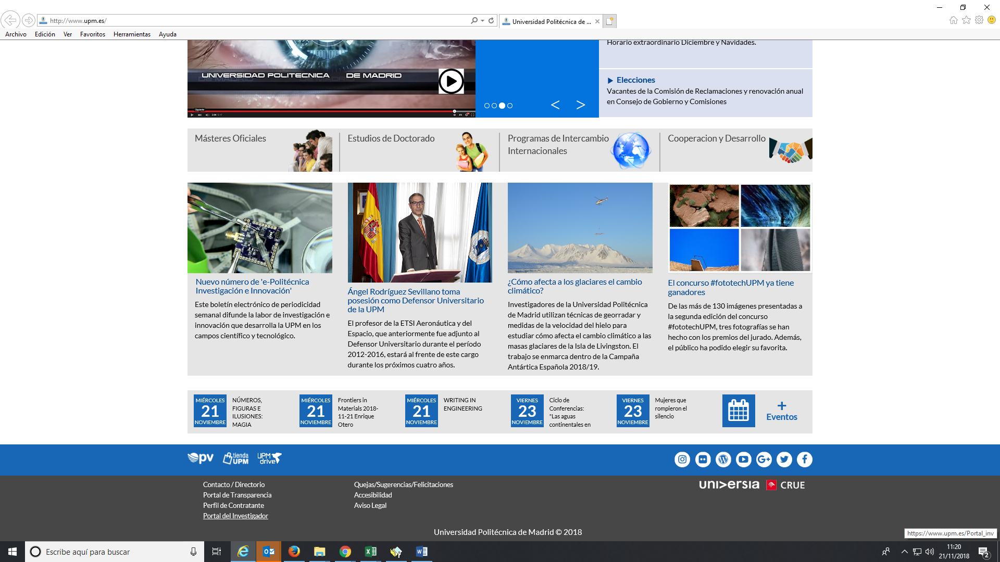 http://www.upm.es/
Universidad Politécnica de ...
Archivo Edición Ver Favoritos Herramientas Ayuda
Horario extraordinario Diciembre y Navidades.
UNIVERSIDAD POLITECNICA DE MADRID
Elecciones
Vacantes de la Comisión de Reclamaciones y renovación anual
en Consejo de Gobierno y Comisiones
< >
Másteres Oficiales
Estudios de Doctorado
Programas de Intercambio
Internacionales
Cooperacion y Desarrollo
Nuevo número de 'e-Politécnica
Investigación e Innovación'
Este boletín electrónico de periodicidad
semanal difunde la labor de investigación e
innovación que desarrolla la UPM en los
campos científico y tecnológico.
Ángel Rodríguez Sevillano toma
posesión como Defensor Universitario
de la UPM
El profesor de la ETSI Aeronáutica y del
Espacio, que anteriormente fue adjunto al
Defensor Universitario durante el período
2012-2016, estará al frente de este cargo
durante los próximos cuatro años.
¿Cómo afecta a los glaciares el cambio
climático?
Investigadores de la Universidad Politécnica
de Madrid utilizan técnicas de georradar y
medidas de la velocidad del hielo para
estudiar cómo afecta el cambio climático a las
masas glaciares de la Isla de Livingston. El
trabajo se enmarca dentro de la Campaña
Antártica Española 2018/19.
El concurso #fototechUPM ya tiene
ganadores
De las más de 130 imágenes presentadas a
la segunda edición del concurso
#fototechUPM, tres fotografías se han
hecho con los premios del jurado. Además,
el público ha podido elegir su favorita.
MIÉRCOLES
21
NOVIEMBRE
NÚMEROS,
FIGURAS E
ILUSIONES:
MAGIA
MIÉRCOLES
21
NOVIEMBRE
Frontiers in
Materials 2018-
11-21 Enrique
Otero
MIÉRCOLES
21
NOVIEMBRE
WRITING IN
ENGINEERING
VIERNES
23
NOVIEMBRE
Ciclo de
Conferencias:
"Las aguas
continentales en
VIERNES
23
NOVIEMBRE
Mujeres que
rompieron el
silencio
+
Eventos
pv
tienda
UPM
UPM
drive
Contacto / Directorio
Portal de Transparencia
Perfil de Contratante
Portal del Investigador
Quejas/Sugerencias/Felicitaciones
Accesibilidad
Aviso Legal
universia
CRUE
Universidad Politécnica de Madrid © 2018
https://www.upm.es/Portal_inv
Escribe aquí para buscar
11:20
21/11/2018
2